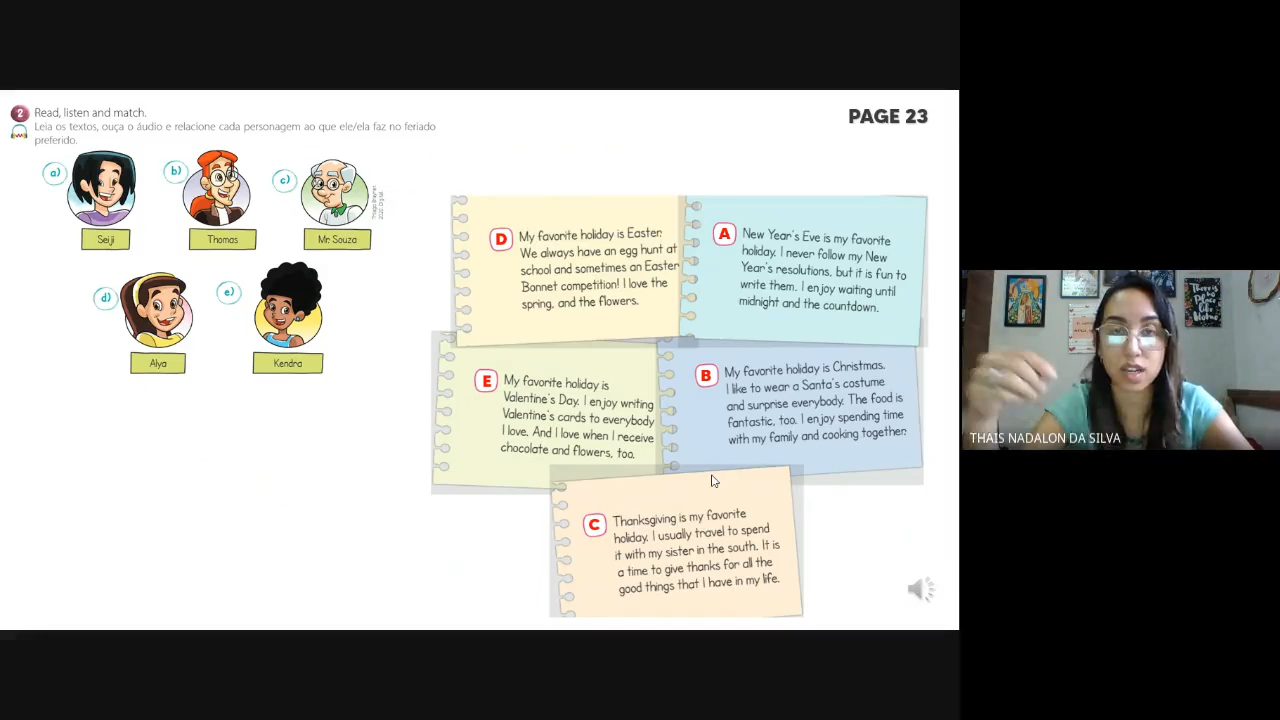 2 Read, listen and match.
Leia os textos, ouça o áudio e relacione cada personagem ao que ele/ela faz no feriado
preferido.
PAGE 23
a)
b)
c)
Seiji
Thomas
Mr. Souza
d)
e)
Alya
Kendra
D My favorite holiday is Easter.
We always have an egg hunt at
school and sometimes an Easter
Bonnet competition! I love the
spring, and the flowers.
A New Year's Eve is my favorite
holiday. I never follow my New
Year's resolutions, but it is fun to
write them. I enjoy waiting until
midnight and the countdown.
E My favorite holiday is
Valentine's Day. I enjoy writing
Valentine's cards to everybody
I love. And I love when I receive
chocolate and flowers, too.
B My favorite holiday is Christmas.
I like to wear a Santa's costume
and surprise everybody. The food is
fantastic, too. I enjoy spending time
with my family and cooking together.
C Thanksgiving is my favorite
holiday. I usually travel to spend
it with my sister in the south. It is
a time to give thanks for all the
good things that I have in my life.
There is
no
Place
like
Home
THAIS NADALON DA SILVA